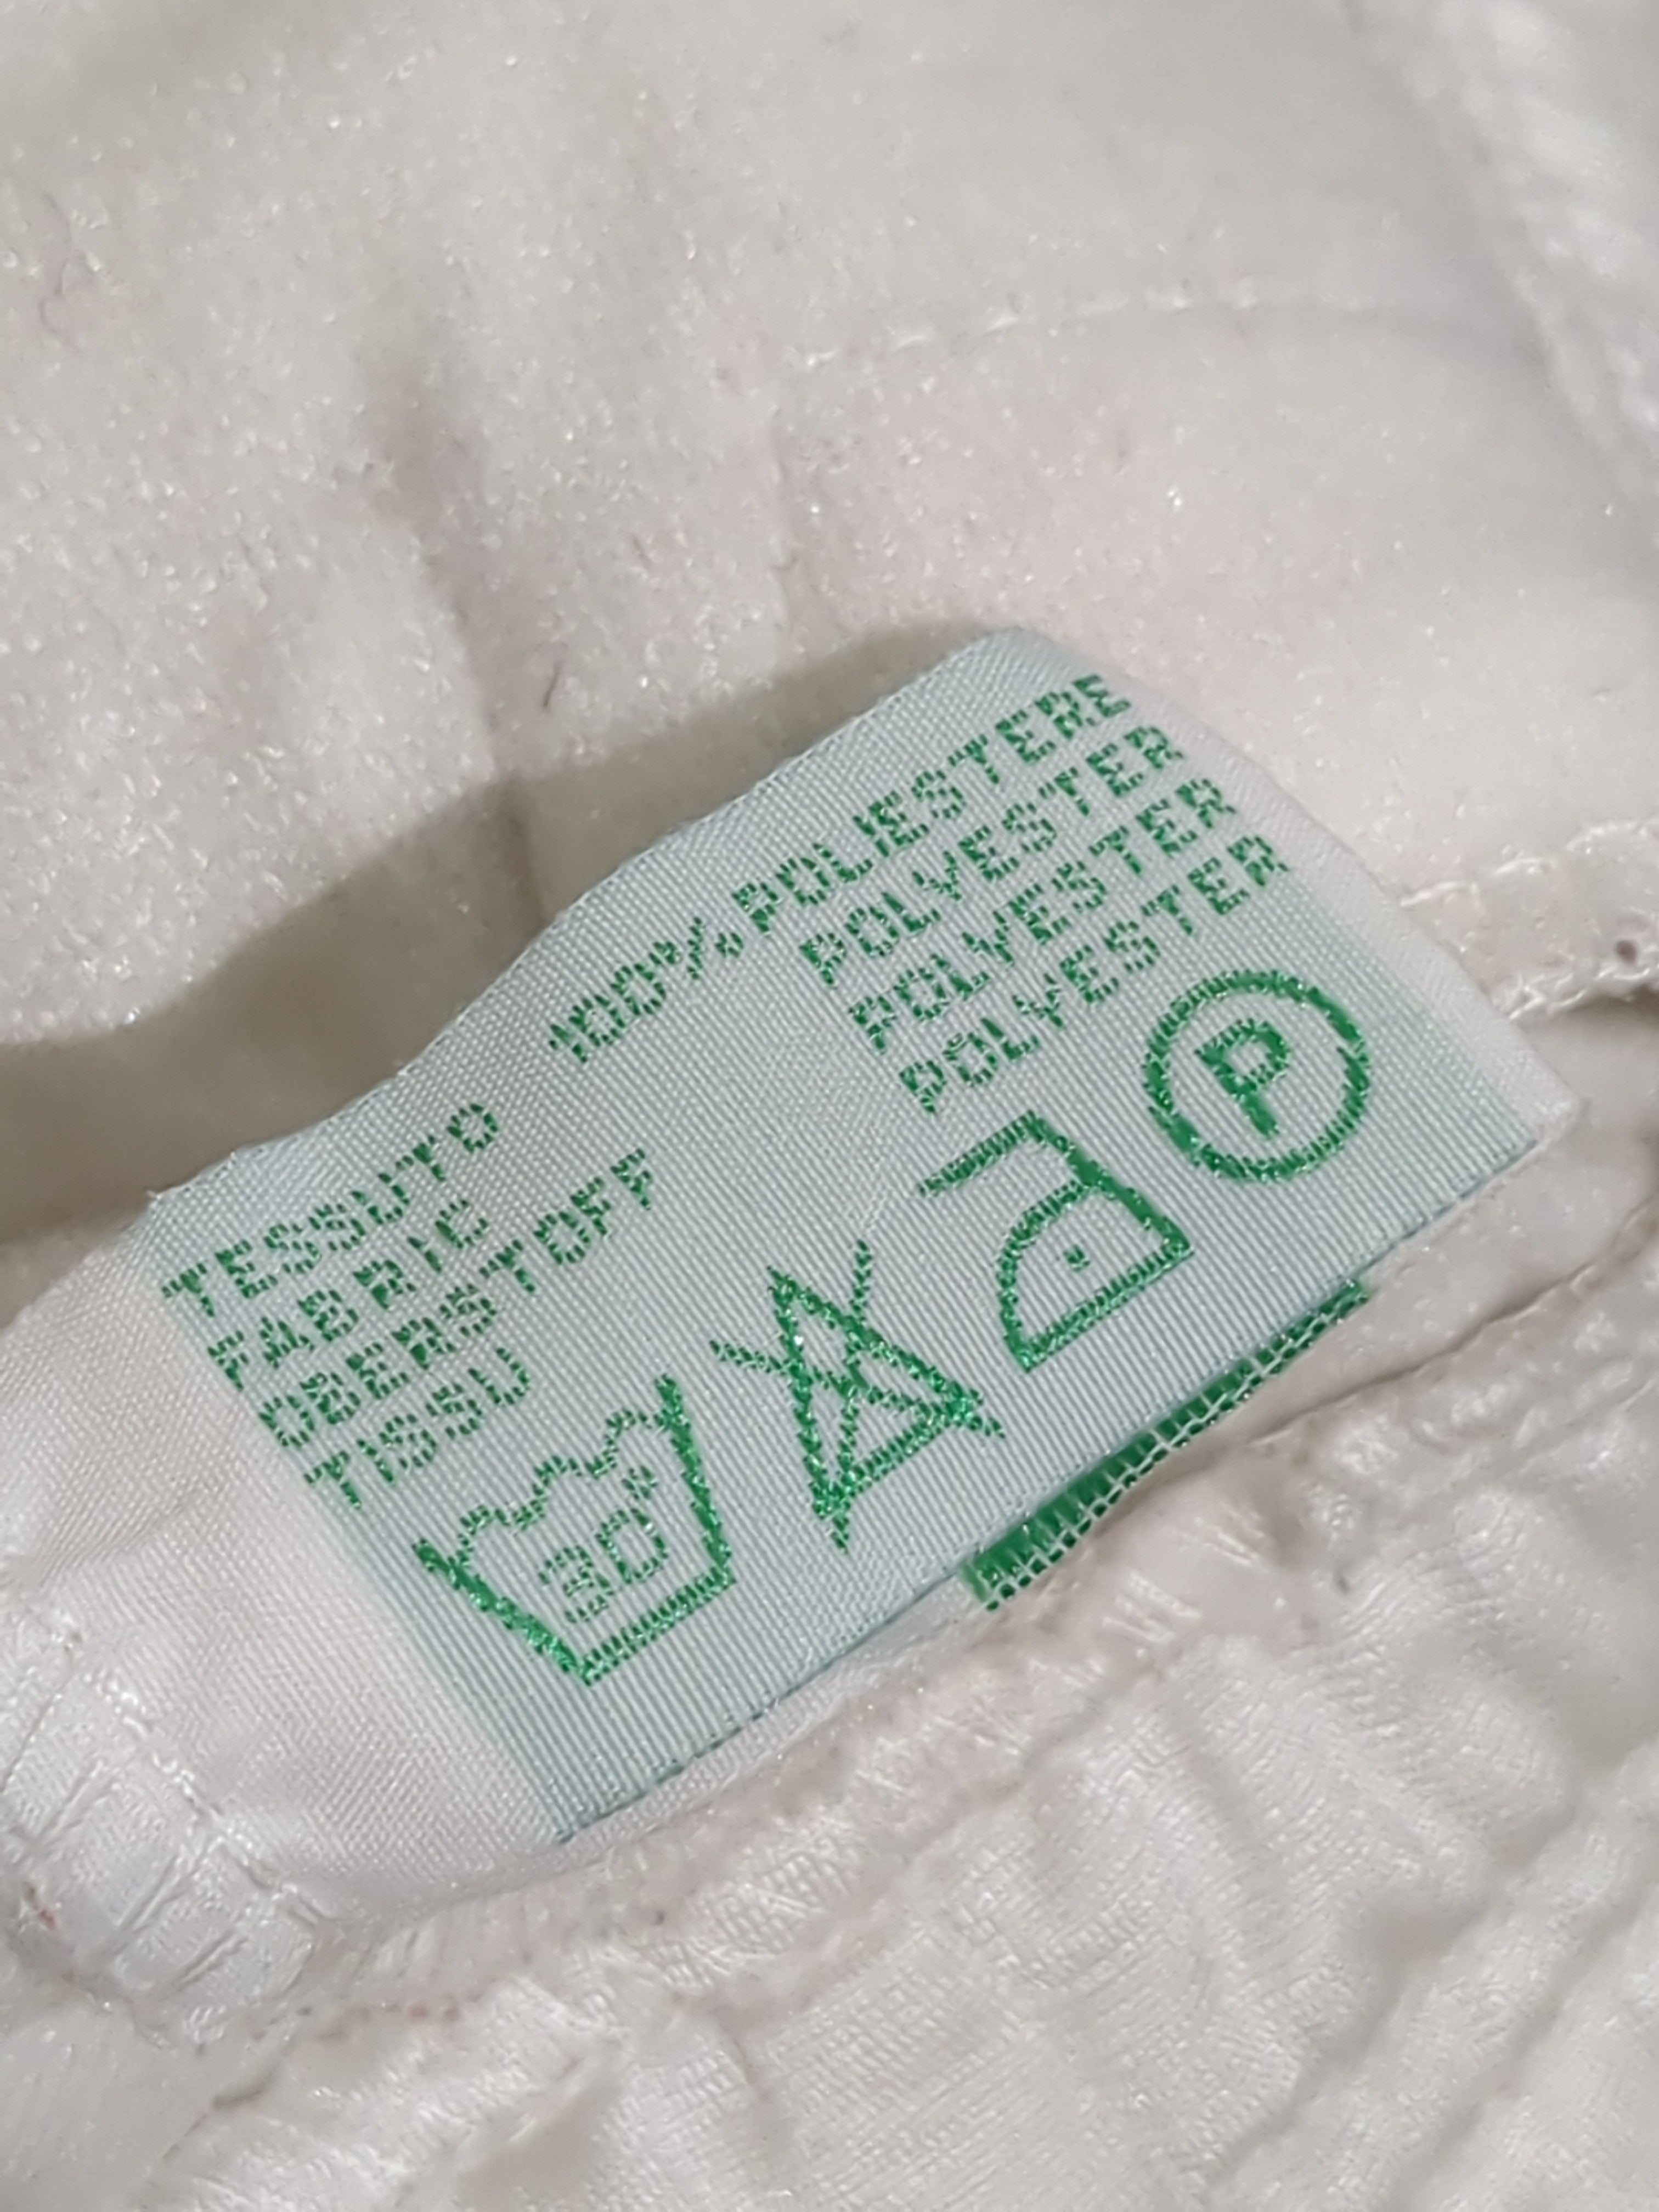 TESSUTO 100% POLIESTERE
FABRIC POLYESTER
OBERSTOFF POLYESTER
TISSU POLYESTER
30° P